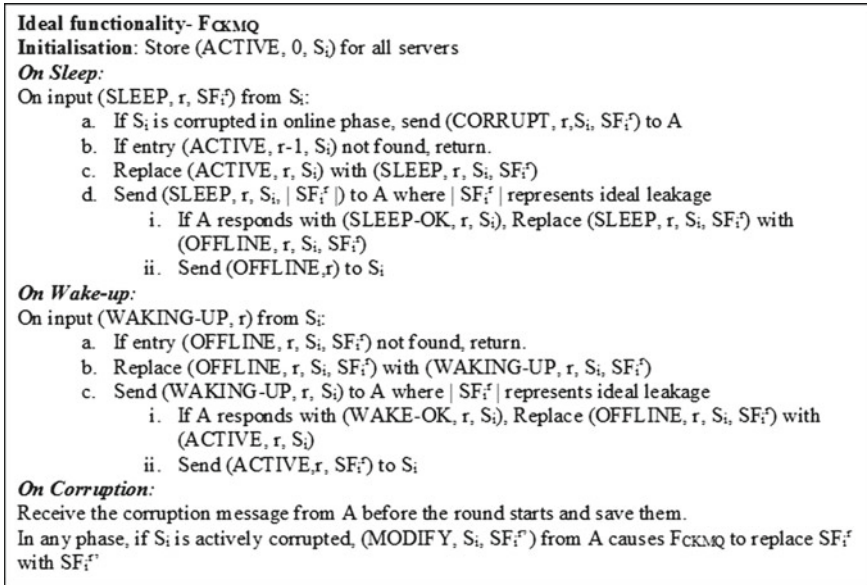 Ideal functionality- FCKMQ
Initialisation: Store (ACTIVE, 0, Sᵢ) for all servers
On Sleep:
On input (SLEEP, r, SFᵢʳ) from Sᵢ:
a. If Sᵢ is corrupted in online phase, send (CORRUPT, r,Sᵢ, SFᵢʳ) to A
b. If entry (ACTIVE, r-1, Sᵢ) not found, return.
c. Replace (ACTIVE, r, Sᵢ) with (SLEEP, r, Sᵢ, SFᵢʳ)
d. Send (SLEEP, r, Sᵢ, | SFᵢʳ |) to A where | SFᵢʳ | represents ideal leakage
i. If A responds with (SLEEP-OK, r, Sᵢ), Replace (SLEEP, r, Sᵢ, SFᵢʳ) with
(OFFLINE, r, Sᵢ, SFᵢʳ)
ii. Send (OFFLINE,r) to Sᵢ
On Wake-up:
On input (WAKING-UP, r) from Sᵢ:
a. If entry (OFFLINE, r, Sᵢ, SFᵢʳ) not found, return.
b. Replace (OFFLINE, r, Sᵢ, SFᵢʳ) with (WAKING-UP, r, Sᵢ, SFᵢʳ)
c. Send (WAKING-UP, r, Sᵢ) to A where | SFᵢʳ | represents ideal leakage
i. If A responds with (WAKE-OK, r, Sᵢ), Replace (OFFLINE, r, Sᵢ, SFᵢʳ) with
(ACTIVE, r, Sᵢ)
ii. Send (ACTIVE,r, SFᵢʳ) to Sᵢ
On Corruption:
Receive the corruption message from A before the round starts and save them.
In any phase, if Sᵢ is actively corrupted, (MODIFY, Sᵢ, SFᵢʳ') from A causes FCKMQ to replace SFᵢʳ
with SFᵢʳ'